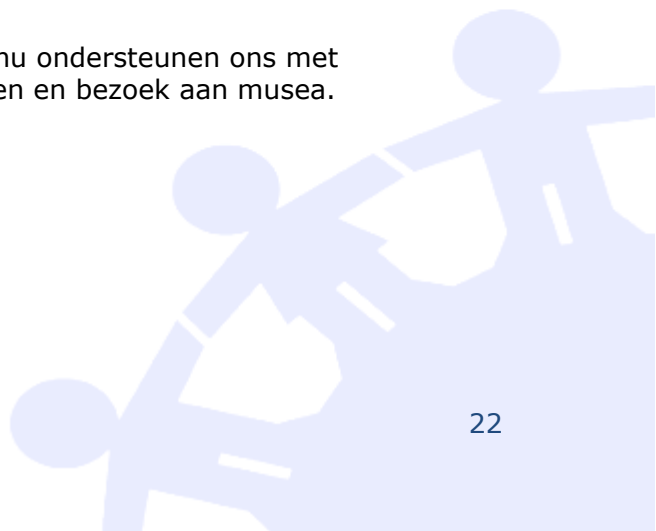 nu ondersteunen ons met
en en bezoek aan musea.
22